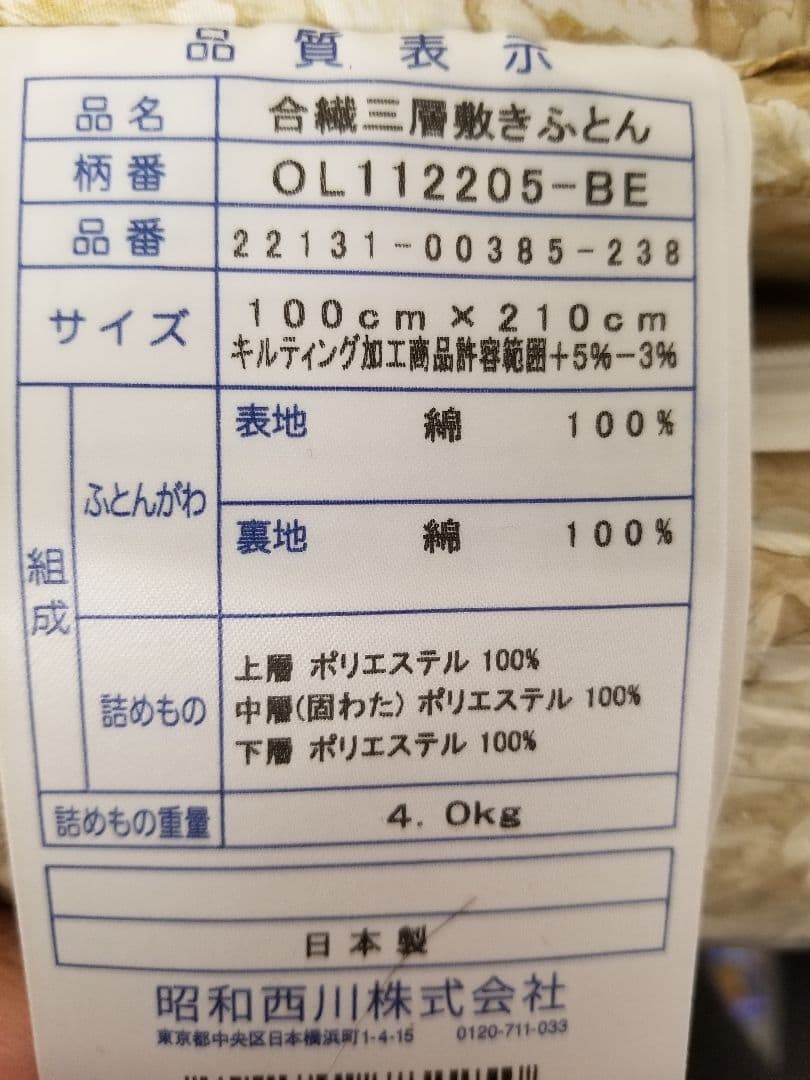 品質表示
品名 合繊三層敷きふとん
柄番 OL112205-BE
品番 22131-00385-238
サイズ 100cm×210cm
キルティング加工商品許容範囲+5%-3%
組成
ふとんがわ
表地 綿 100%
裏地 綿 100%
詰めもの
上層 ポリエステル 100%
中層(固わた) ポリエステル 100%
下層 ポリエステル 100%
詰めもの重量 4.0kg
日本製
昭和西川株式会社
東京都中央区日本橋浜町1-4-15 0120-711-033